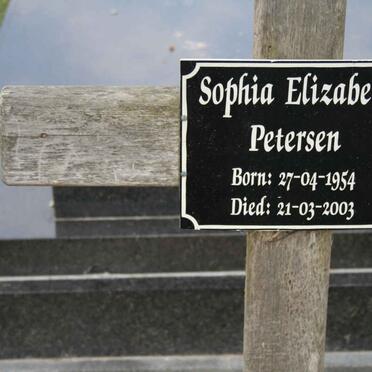 Sophia Elizabe
Petersen
Born: 27-04-1954
Died: 21-03-2003